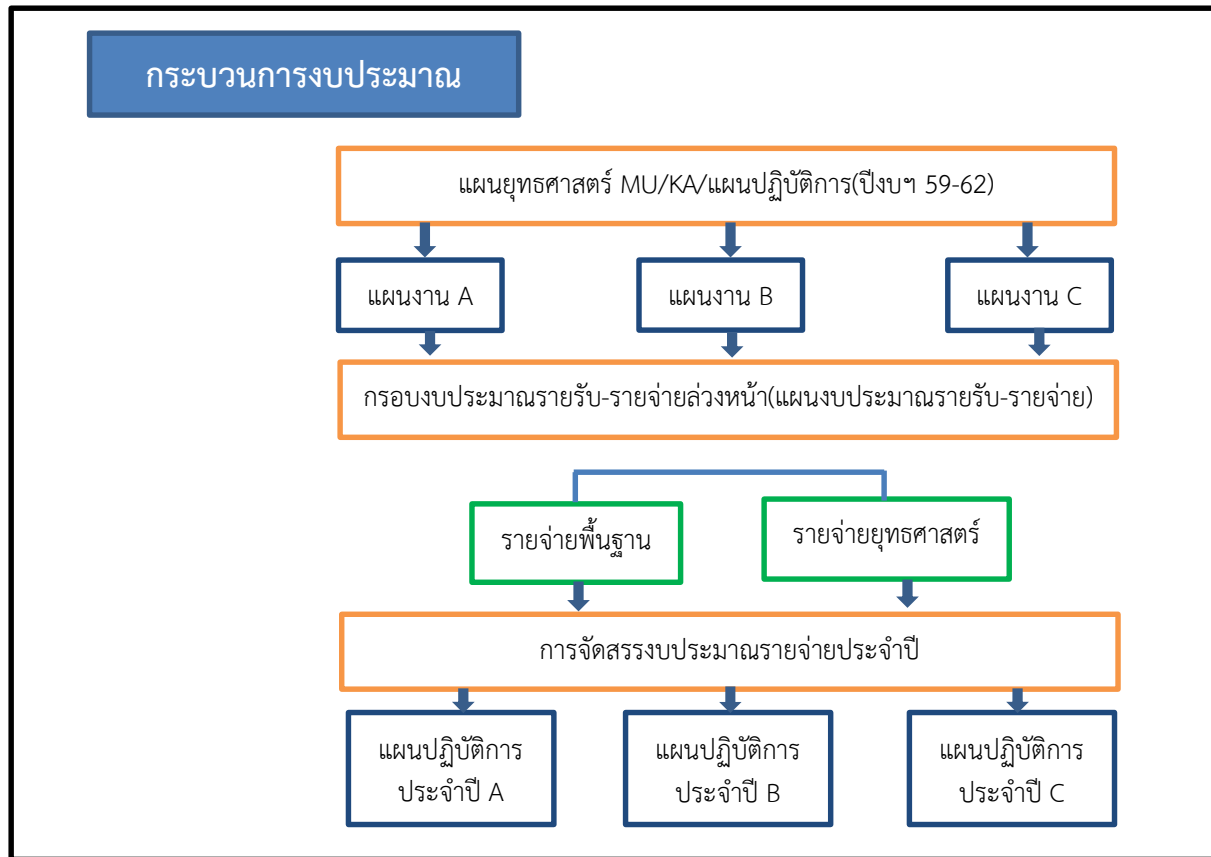 กระบวนการงบประมาณ
แผนยุทธศาสตร์ MU/KA/แผนปฏิบัติการ(ปีงบฯ 59-62)
แผนงาน A
แผนงาน B
แผนงาน C
กรอบงบประมาณรายรับ-รายจ่ายล่วงหน้า(แผนงบประมาณรายรับ-รายจ่าย)
รายจ่ายพื้นฐาน
รายจ่ายยุทธศาสตร์
การจัดสรรงบประมาณรายจ่ายประจำปี
แผนปฏิบัติการ
ประจำปี A
แผนปฏิบัติการ
ประจำปี B
แผนปฏิบัติการ
ประจำปี C